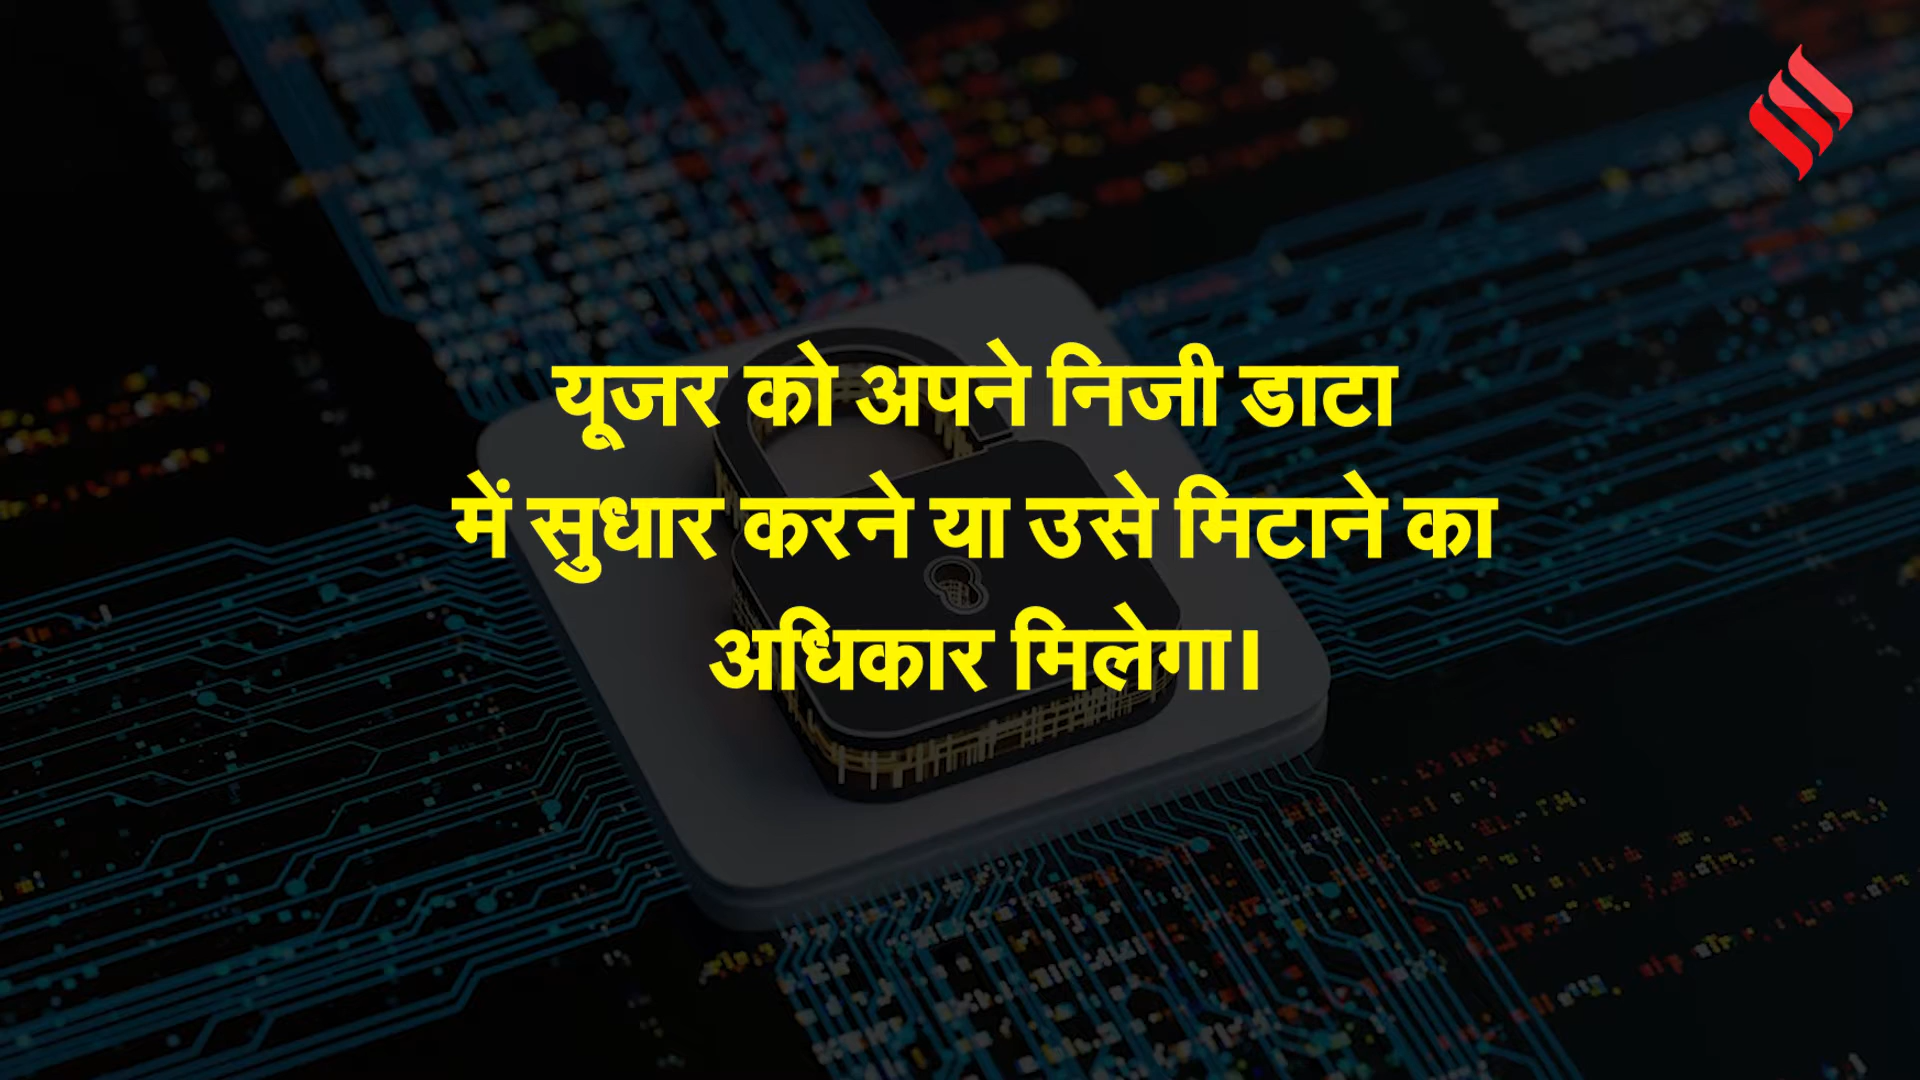 यूजर को अपने निजी डाटा
में सुधार करने या उसे मिटाने का
अधिकार मिलेगा।